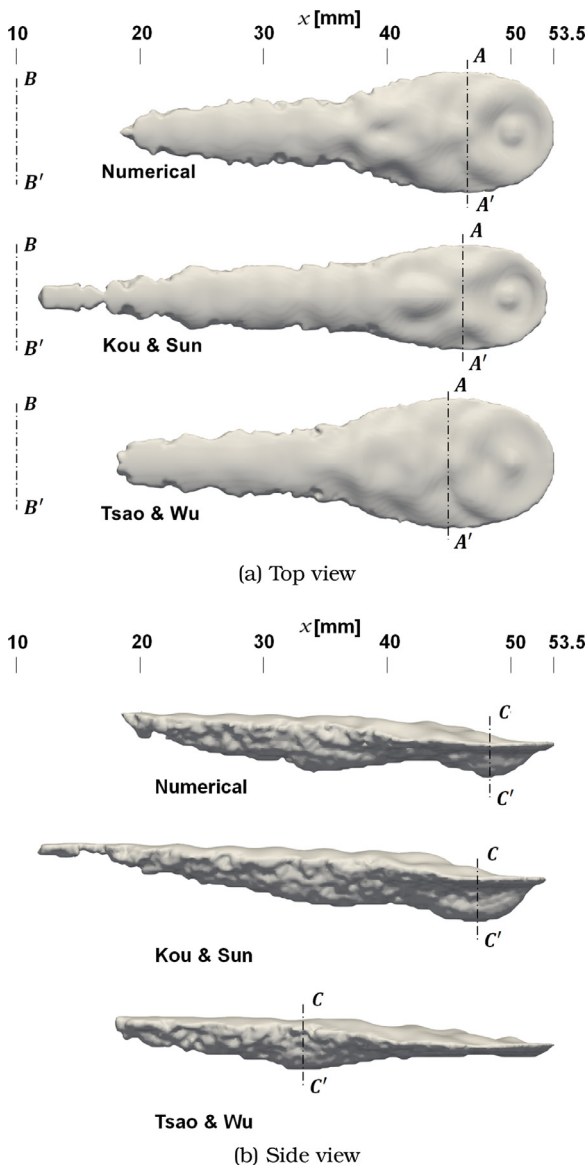 x [mm]
10 20 30 40 50 53.5
B A
B′ A′
Numerical
B A
B′ A′
Kou & Sun
B A
B′ A′
Tsao & Wu
(a) Top view
x [mm]
10 20 30 40 50 53.5
C
Numerical C′
C
Kou & Sun C′
C
C′
Tsao & Wu
(b) Side view